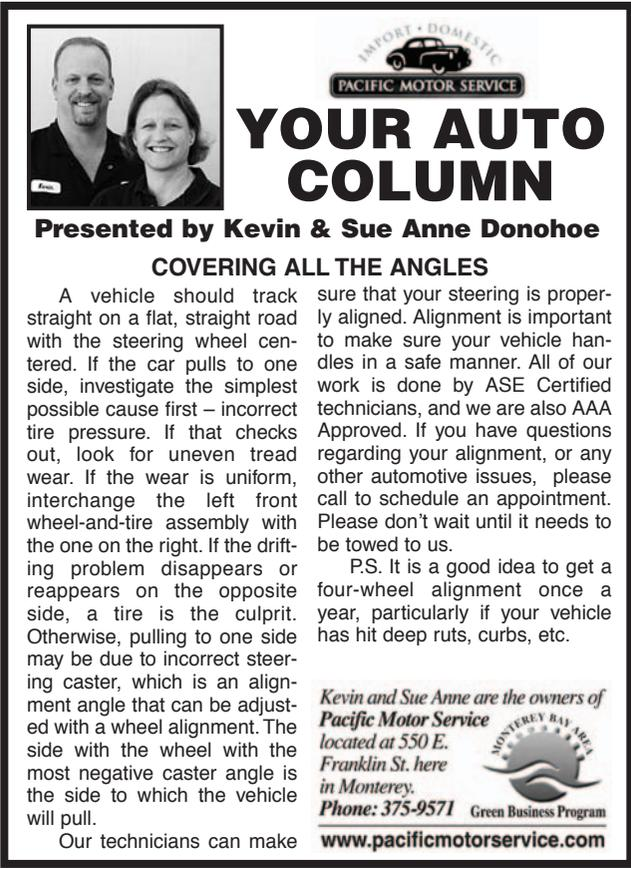 IMPORT · DOMESTIC
PACIFIC MOTOR SERVICE
YOUR AUTO
COLUMN
Kevin
Presented by Kevin & Sue Anne Donohoe
COVERING ALL THE ANGLES
A vehicle should track
straight on a flat, straight road
with the steering wheel cen-
tered. If the car pulls to one
side, investigate the simplest
possible cause first – incorrect
tire pressure. If that checks
out, look for uneven tread
wear. If the wear is uniform,
interchange the left front
wheel-and-tire assembly with
the one on the right. If the drift-
ing problem disappears or
reappears on the opposite
side, a tire is the culprit.
Otherwise, pulling to one side
may be due to incorrect steer-
ing caster, which is an align-
ment angle that can be adjust-
ed with a wheel alignment. The
side with the wheel with the
most negative caster angle is
the side to which the vehicle
will pull.
Our technicians can make
sure that your steering is proper-
ly aligned. Alignment is important
to make sure your vehicle han-
dles in a safe manner. All of our
work is done by ASE Certified
technicians, and we are also AAA
Approved. If you have questions
regarding your alignment, or any
other automotive issues, please
call to schedule an appointment.
Please don’t wait until it needs to
be towed to us.
P.S. It is a good idea to get a
four-wheel alignment once a
year, particularly if your vehicle
has hit deep ruts, curbs, etc.
Kevin and Sue Anne are the owners of
Pacific Motor Service
located at 550 E.
Franklin St. here
in Monterey.
Phone: 375-9571
MONTEREY BAY AREA
Green Business Program
www.pacificmotorservice.com